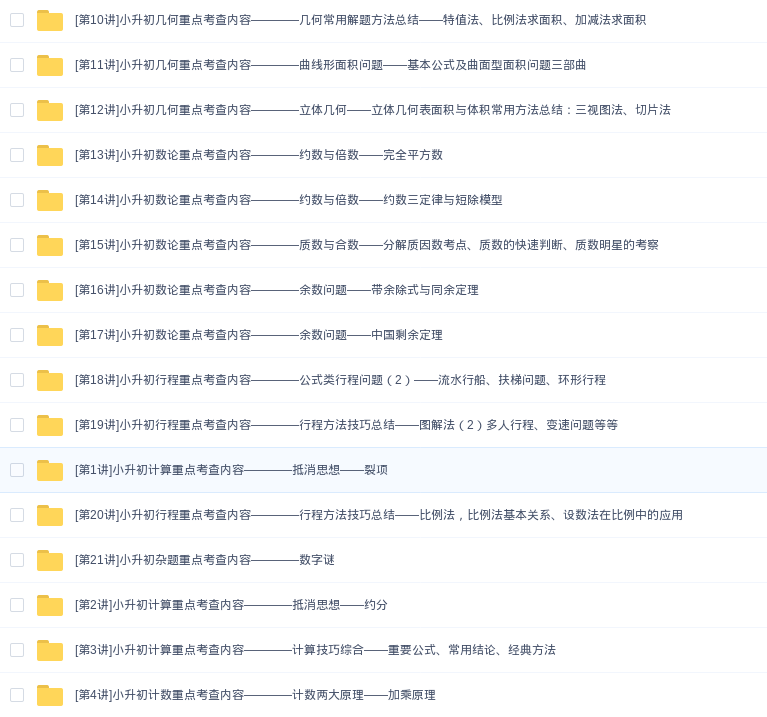 [第10讲]小升初几何重点考查内容————几何常用解题方法总结——特值法、比例法求面积、加减法求面积
[第11讲]小升初几何重点考查内容————曲线形面积问题——基本公式及曲面型面积问题三部曲
[第12讲]小升初几何重点考查内容————立体几何——立体几何表面积与体积常用方法总结：三视图法、切片法
[第13讲]小升初数论重点考查内容————约数与倍数——完全平方数
[第14讲]小升初数论重点考查内容————约数与倍数——约数三定律与短除模型
[第15讲]小升初数论重点考查内容————质数与合数——分解质因数考点、质数的快速判断、质数明星的考察
[第16讲]小升初数论重点考查内容————余数问题——带余除式与同余定理
[第17讲]小升初数论重点考查内容————余数问题——中国剩余定理
[第18讲]小升初行程重点考查内容————公式类行程问题（2）——流水行船、扶梯问题、环形行程
[第19讲]小升初行程重点考查内容————行程方法技巧总结——图解法（2）多人行程、变速问题等等
[第1讲]小升初计算重点考查内容————抵消思想——裂项
[第20讲]小升初行程重点考查内容————行程方法技巧总结——比例法，比例法基本关系、设数法在比例中的应用
[第21讲]小升初杂题重点考查内容————数字谜
[第2讲]小升初计算重点考查内容————抵消思想——约分
[第3讲]小升初计算重点考查内容————计算技巧综合——重要公式、常用结论、经典方法
[第4讲]小升初计数重点考查内容————计数两大原理——加乘原理